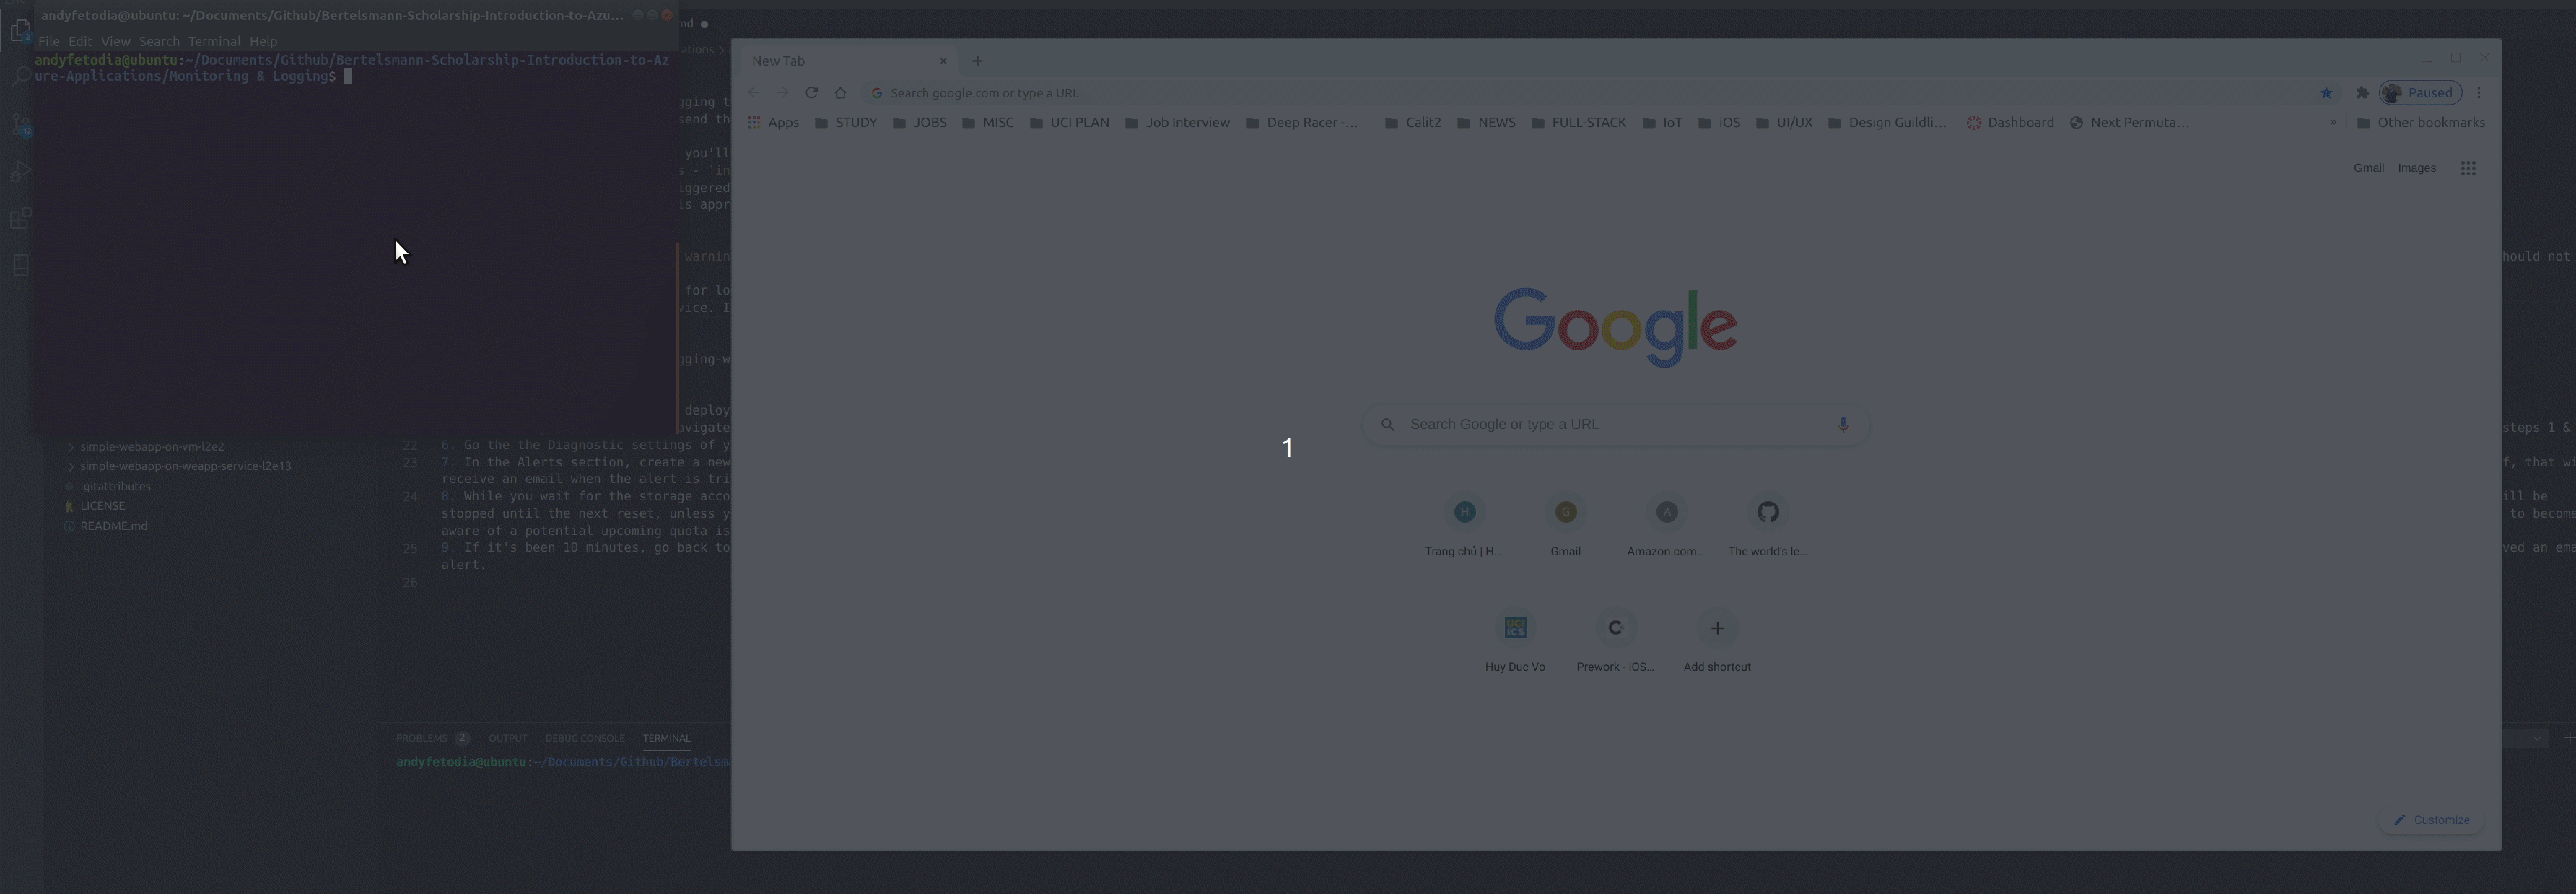 andyfetodia@ubuntu: ~/Documents/Github/Bertelsmann-Scholarship-Introduction-to-Azu...
File Edit View Search Terminal Help
andyfetodia@ubuntu:~/Documents/Github/Bertelsmann-Scholarship-Introduction-to-Az
ure-Applications/Monitoring & Logging$
2
12
md
ations >
gging t
send th
you'll
s - `in
iggered
is appr
warnin
for lo
vice. I
gging-w
deploy
avigate
simple-webapp-on-vm-l2e2
simple-webapp-on-weapp-service-l2e13
.gitattributes
LICENSE
README.md
22 6. Go the the Diagnostic settings of y
23 7. In the Alerts section, create a new
receive an email when the alert is tri
24 8. While you wait for the storage acco
stopped until the next reset, unless y
aware of a potential upcoming quota is
25 9. If it's been 10 minutes, go back to
alert.
26
PROBLEMS 2 OUTPUT DEBUG CONSOLE TERMINAL
andyfetodia@ubuntu:~/Documents/Github/Bertelsm
New Tab
Search google.com or type a URL
Paused
Apps STUDY JOBS MISC UCI PLAN Job Interview Deep Racer -... Calit2 NEWS FULL-STACK IoT iOS UI/UX Design Guildli... Dashboard Next Permuta... » Other bookmarks
Gmail Images
Google
Search Google or type a URL
1
H G A
Trang chủ | H... Gmail Amazon.com... The world's le...
UCI
ICS
C
Huy Duc Vo Prework - iOS... Add shortcut
Customize
hould not
steps 1 &
f, that wi
ill be
to become
ved an ema